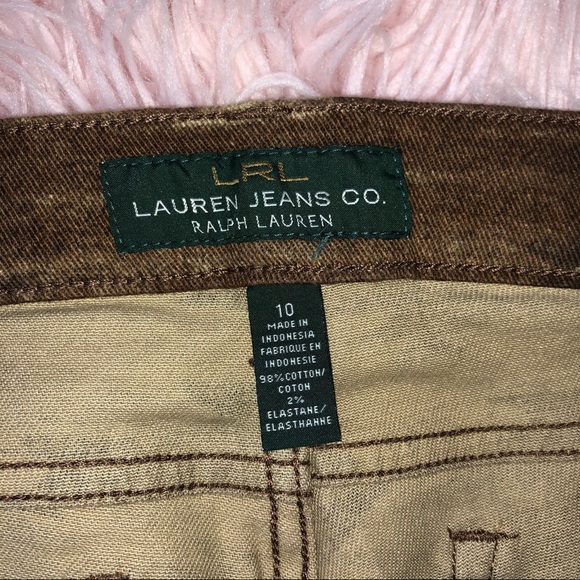 LRL
LAUREN JEANS CO.
RALPH LAUREN
10
MADE IN
INDONESIA
FABRIQUE EN
INDONESIE
98% COTTON/
COTON
2%
ELASTANE/
ELASTHANNE